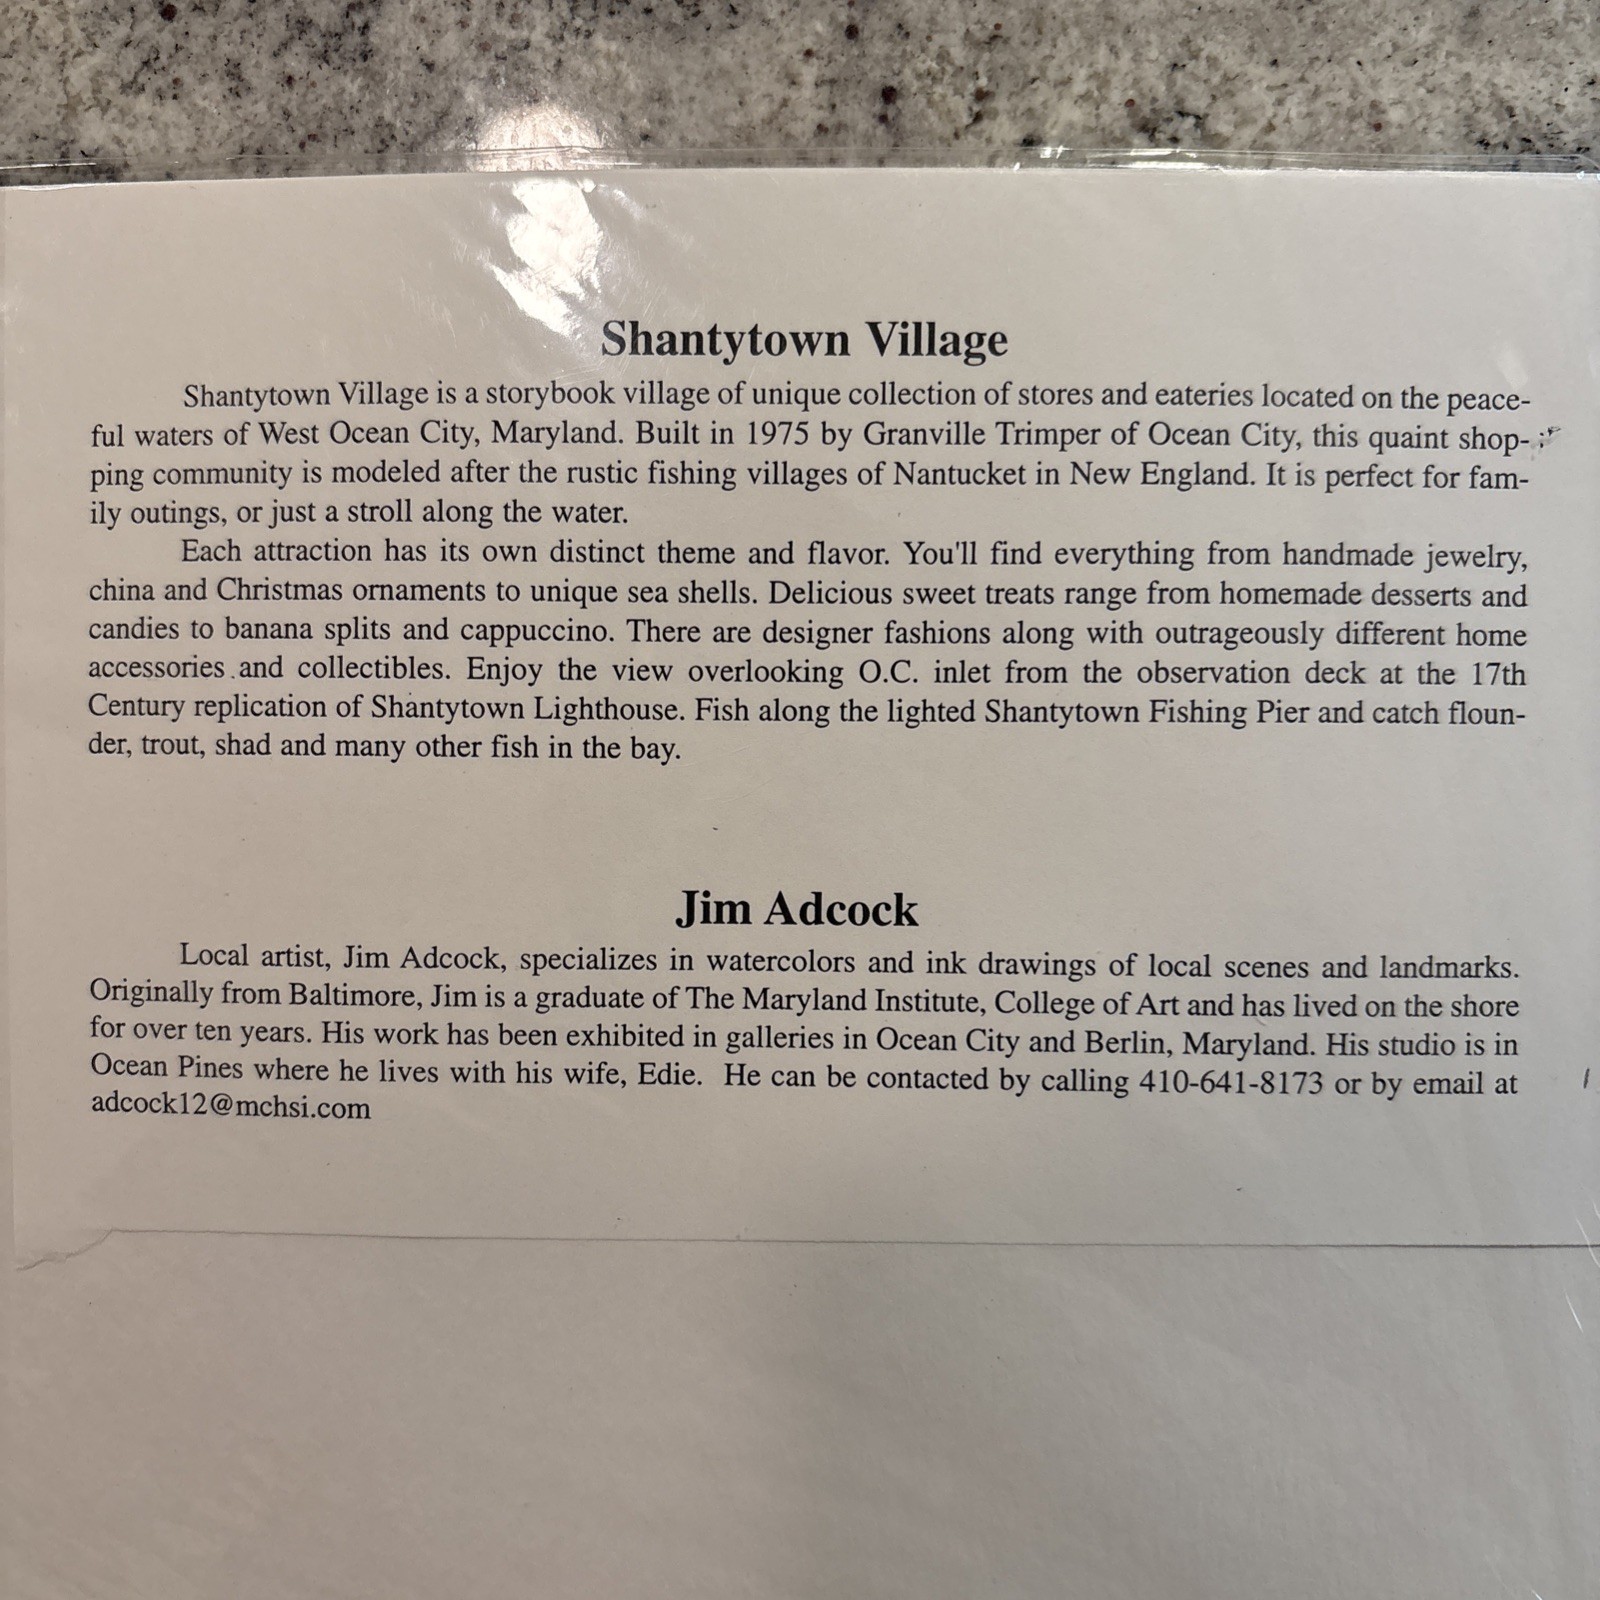 Shantytown Village
Shantytown Village is a storybook village of unique collection of stores and eateries located on the peace-
ful waters of West Ocean City, Maryland. Built in 1975 by Granville Trimper of Ocean City, this quaint shop-
ping community is modeled after the rustic fishing villages of Nantucket in New England. It is perfect for fam-
ily outings, or just a stroll along the water.
Each attraction has its own distinct theme and flavor. You'll find everything from handmade jewelry,
china and Christmas ornaments to unique sea shells. Delicious sweet treats range from homemade desserts and
candies to banana splits and cappuccino. There are designer fashions along with outrageously different home
accessories and collectibles. Enjoy the view overlooking O.C. inlet from the observation deck at the 17th
Century replication of Shantytown Lighthouse. Fish along the lighted Shantytown Fishing Pier and catch floun-
der, trout, shad and many other fish in the bay.
Jim Adcock
Local artist, Jim Adcock, specializes in watercolors and ink drawings of local scenes and landmarks.
Originally from Baltimore, Jim is a graduate of The Maryland Institute, College of Art and has lived on the shore
for over ten years. His work has been exhibited in galleries in Ocean City and Berlin, Maryland. His studio is in
Ocean Pines where he lives with his wife, Edie. He can be contacted by calling 410-641-8173 or by email at
adcock12@mchsi.com